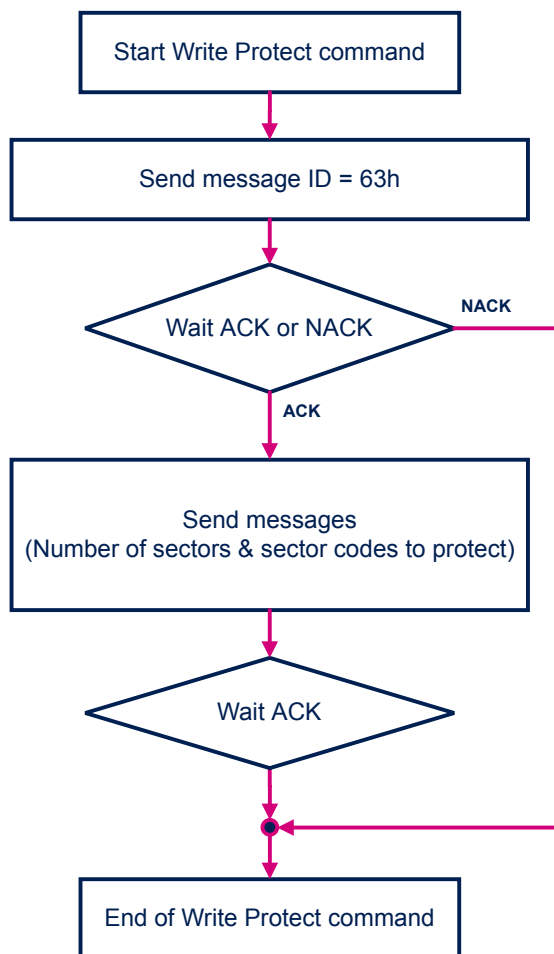 Start Write Protect command
Send message ID = 63h
Wait ACK or NACK
NACK
ACK
Send messages
(Number of sectors & sector codes to protect)
Wait ACK
End of Write Protect command